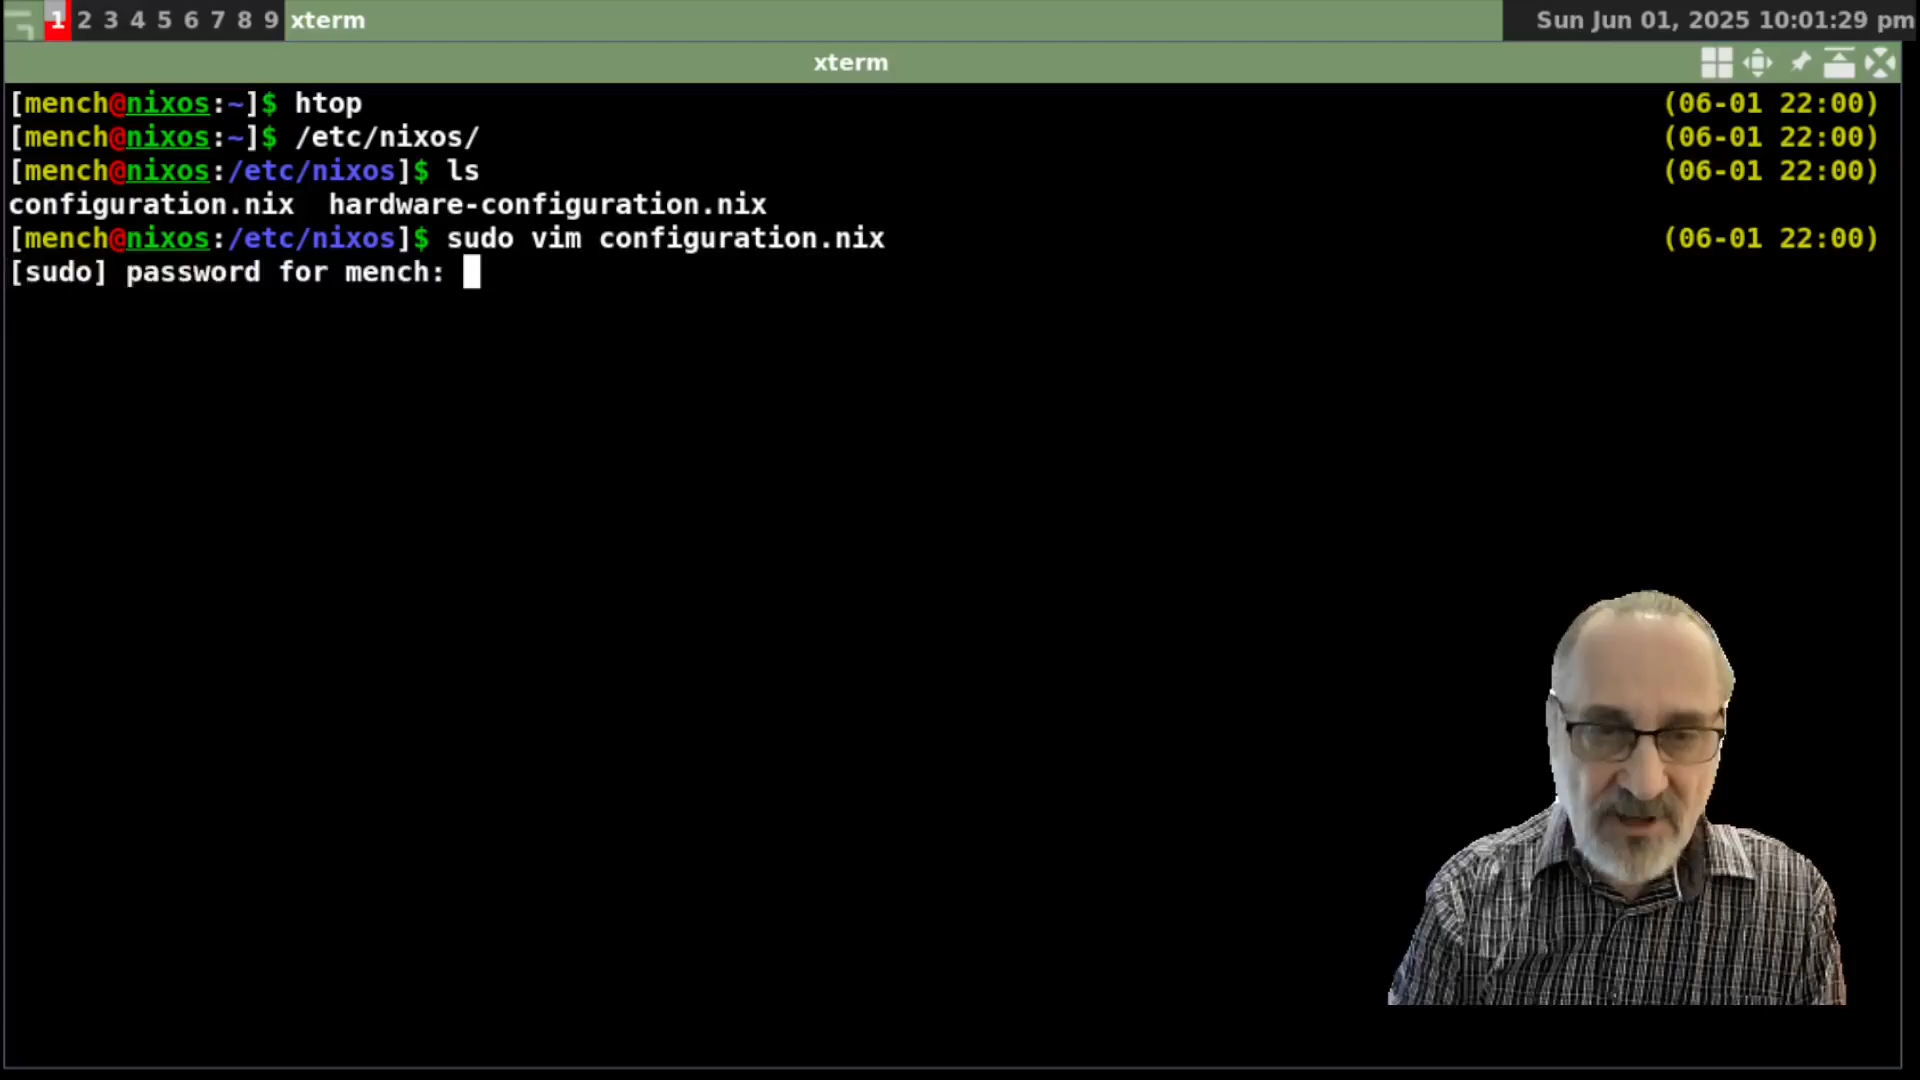 1 2 3 4 5 6 7 8 9 xterm Sun Jun 01, 2025 10:01:29 pm
xterm
[mench@nixos:~]$ htop (06-01 22:00)
[mench@nixos:~]$ /etc/nixos/ (06-01 22:00)
[mench@nixos:/etc/nixos]$ ls (06-01 22:00)
configuration.nix  hardware-configuration.nix
[mench@nixos:/etc/nixos]$ sudo vim configuration.nix (06-01 22:00)
[sudo] password for mench: